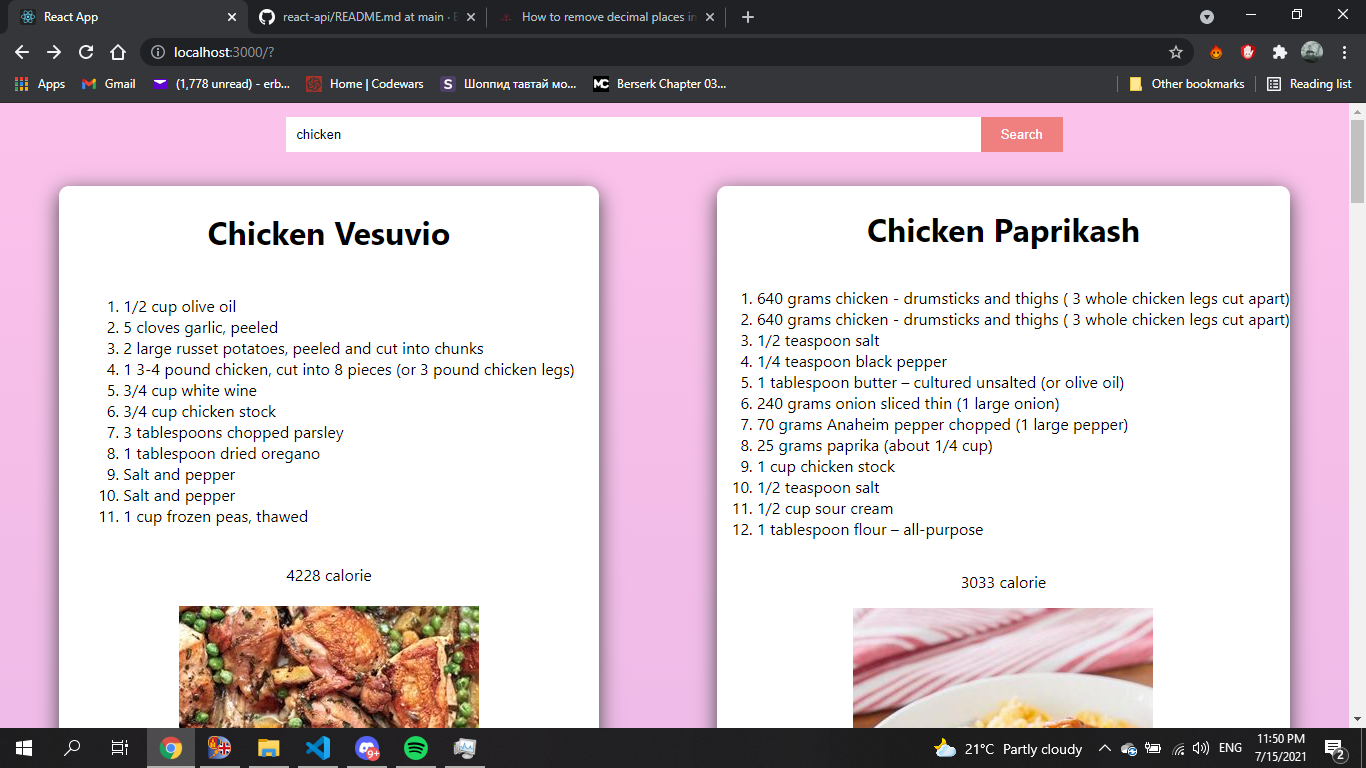 React App
react-api/README.md at main ·
How to remove decimal places in
localhost:3000/?
Apps
Gmail
(1,778 unread) - erb...
Home | Codewars
S
Шоппид тавтай мо...
MC
Berserk Chapter 03...
Other bookmarks
Reading list
chicken
Search
Chicken Vesuvio
1. 1/2 cup olive oil
2. 5 cloves garlic, peeled
3. 2 large russet potatoes, peeled and cut into chunks
4. 1 3-4 pound chicken, cut into 8 pieces (or 3 pound chicken legs)
5. 3/4 cup white wine
6. 3/4 cup chicken stock
7. 3 tablespoons chopped parsley
8. 1 tablespoon dried oregano
9. Salt and pepper
10. Salt and pepper
11. 1 cup frozen peas, thawed
4228 calorie
Chicken Paprikash
1. 640 grams chicken - drumsticks and thighs ( 3 whole chicken legs cut apart)
2. 640 grams chicken - drumsticks and thighs ( 3 whole chicken legs cut apart)
3. 1/2 teaspoon salt
4. 1/4 teaspoon black pepper
5. 1 tablespoon butter – cultured unsalted (or olive oil)
6. 240 grams onion sliced thin (1 large onion)
7. 70 grams Anaheim pepper chopped (1 large pepper)
8. 25 grams paprika (about 1/4 cup)
9. 1 cup chicken stock
10. 1/2 teaspoon salt
11. 1/2 cup sour cream
12. 1 tablespoon flour – all-purpose
3033 calorie
9+
21°C Partly cloudy
ENG
11:50 PM
7/15/2021
2